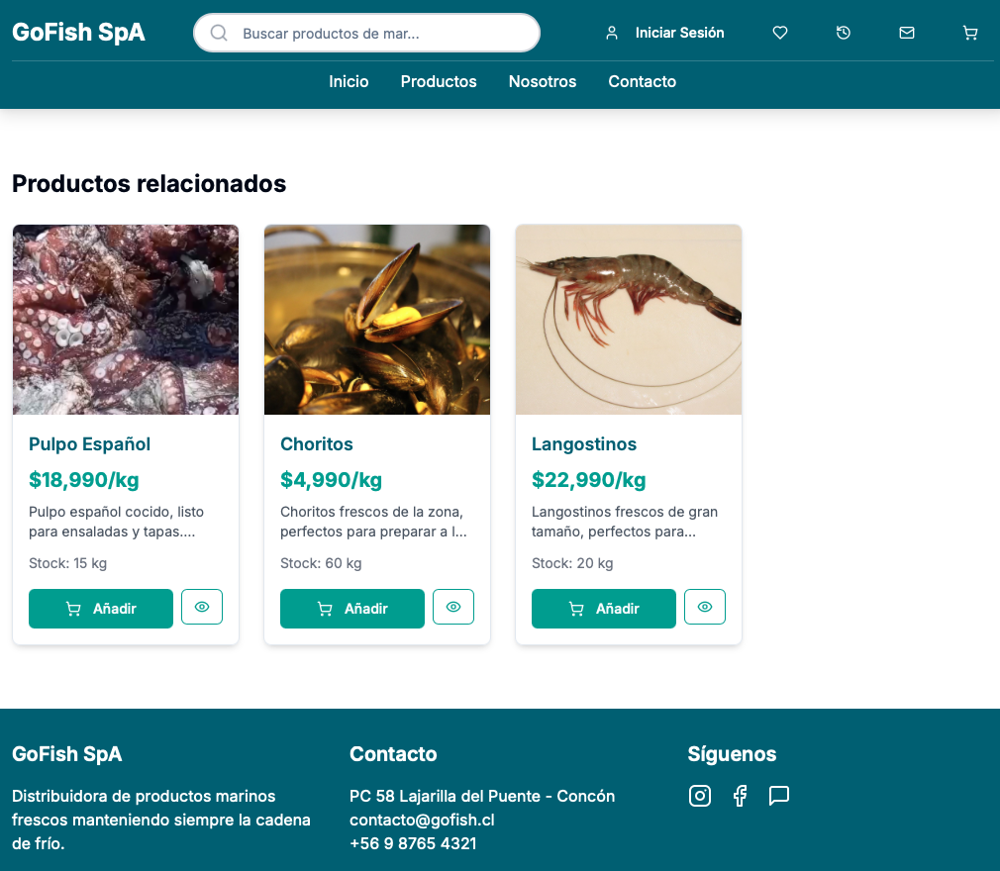 GoFish SpA
Buscar productos de mar...
Iniciar Sesión
Inicio
Productos
Nosotros
Contacto
Productos relacionados
Pulpo Español
$18,990/kg
Pulpo español cocido, listo
para ensaladas y tapas....
Stock: 15 kg
Añadir
Choritos
$4,990/kg
Choritos frescos de la zona,
perfectos para preparar a l...
Stock: 60 kg
Añadir
Langostinos
$22,990/kg
Langostinos frescos de gran
tamaño, perfectos para...
Stock: 20 kg
Añadir
GoFish SpA
Distribuidora de productos marinos
frescos manteniendo siempre la cadena
de frío.
Contacto
PC 58 Lajarilla del Puente - Concón
contacto@gofish.cl
+56 9 8765 4321
Síguenos